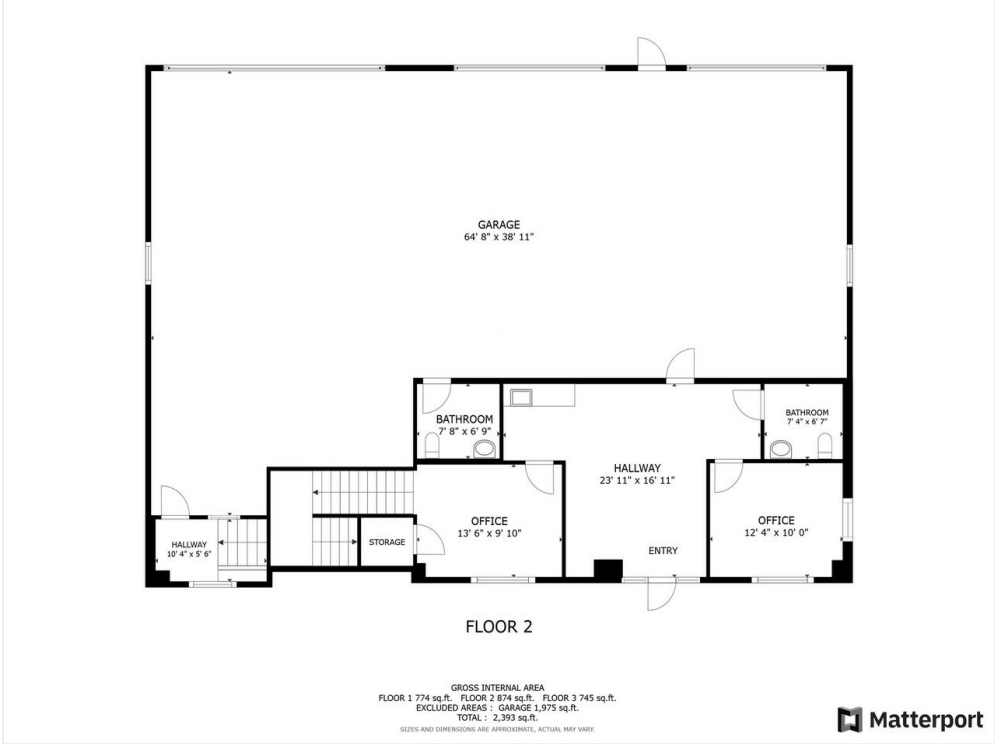 GARAGE
64' 8" x 38' 11"
BATHROOM
7' 8" x 6' 9"
BATHROOM
7' 4" x 6' 7"
HALLWAY
23' 11" x 16' 11"
OFFICE
13' 6" x 9' 10"
OFFICE
12' 4" x 10' 0"
STORAGE
HALLWAY
10' 4" x 5' 6"
ENTRY
FLOOR 2
GROSS INTERNAL AREA
FLOOR 1 774 sq.ft. FLOOR 2 874 sq.ft. FLOOR 3 745 sq.ft.
EXCLUDED AREAS : GARAGE 1,975 sq.ft.
TOTAL : 2,393 sq.ft.
SIZES AND DIMENSIONS ARE APPROXIMATE, ACTUAL MAY VARY.
Matterport